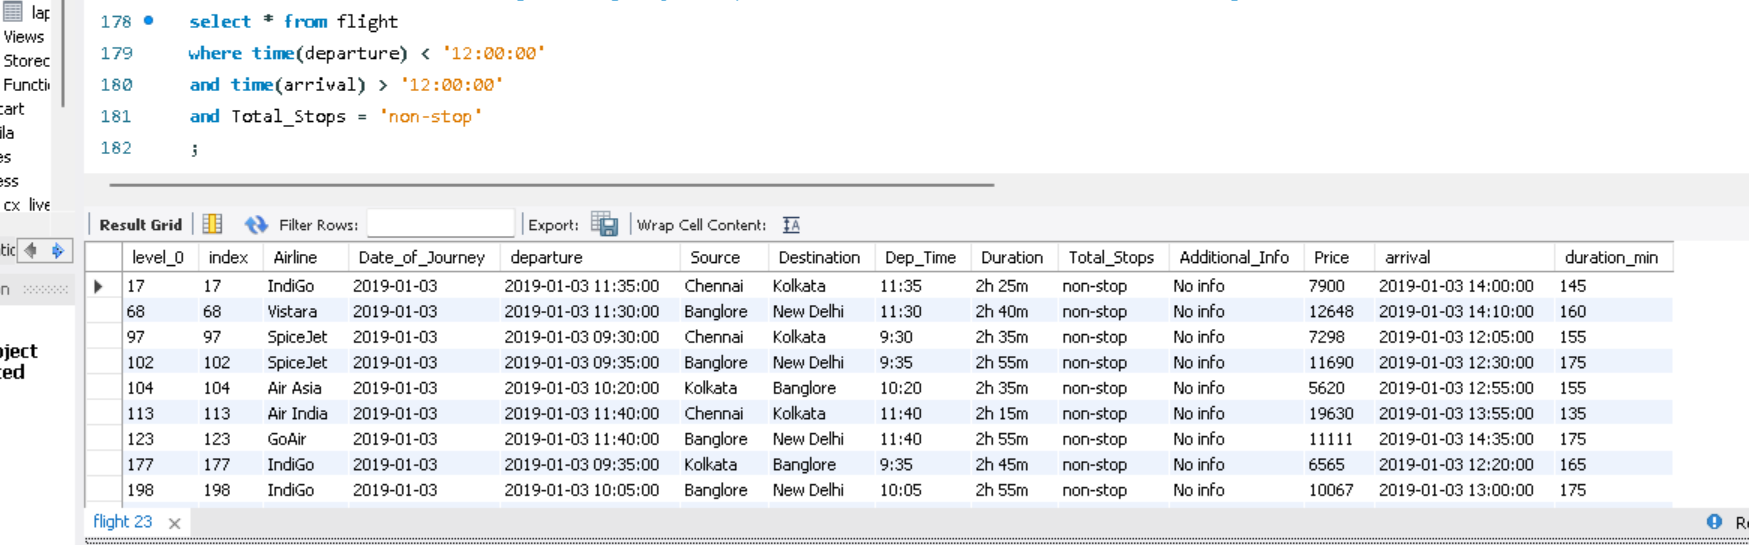 178 select * from flight
179 where time(departure) < '12:00:00'
180 and time(arrival) > '12:00:00'
181 and Total_Stops = 'non-stop'
182 ;
Views
Result Grid Filter Rows: Export: Wrap Cell Content:
level_0 index Airline Date_of_Journey departure Source Destination Dep_Time Duration Total_Stops Additional_Info Price arrival duration_min
17 17 IndiGo 2019-01-03 2019-01-03 11:35:00 Chennai Kolkata 11:35 2h 25m non-stop No info 7900 2019-01-03 14:00:00 145
68 68 Vistara 2019-01-03 2019-01-03 11:30:00 Banglore New Delhi 11:30 2h 40m non-stop No info 12648 2019-01-03 14:10:00 160
97 97 SpiceJet 2019-01-03 2019-01-03 09:30:00 Chennai Kolkata 9:30 2h 35m non-stop No info 7298 2019-01-03 12:05:00 155
102 102 SpiceJet 2019-01-03 2019-01-03 09:35:00 Banglore New Delhi 9:35 2h 55m non-stop No info 11690 2019-01-03 12:30:00 175
104 104 Air Asia 2019-01-03 2019-01-03 10:20:00 Kolkata Banglore 10:20 2h 35m non-stop No info 5620 2019-01-03 12:55:00 155
113 113 Air India 2019-01-03 2019-01-03 11:40:00 Chennai Kolkata 11:40 2h 15m non-stop No info 19630 2019-01-03 13:55:00 135
123 123 GoAir 2019-01-03 2019-01-03 11:40:00 Banglore New Delhi 11:40 2h 55m non-stop No info 11111 2019-01-03 14:35:00 175
177 177 IndiGo 2019-01-03 2019-01-03 09:35:00 Kolkata Banglore 9:35 2h 45m non-stop No info 6565 2019-01-03 12:20:00 165
198 198 IndiGo 2019-01-03 2019-01-03 10:05:00 Banglore New Delhi 10:05 2h 55m non-stop No info 10067 2019-01-03 13:00:00 175
flight 23